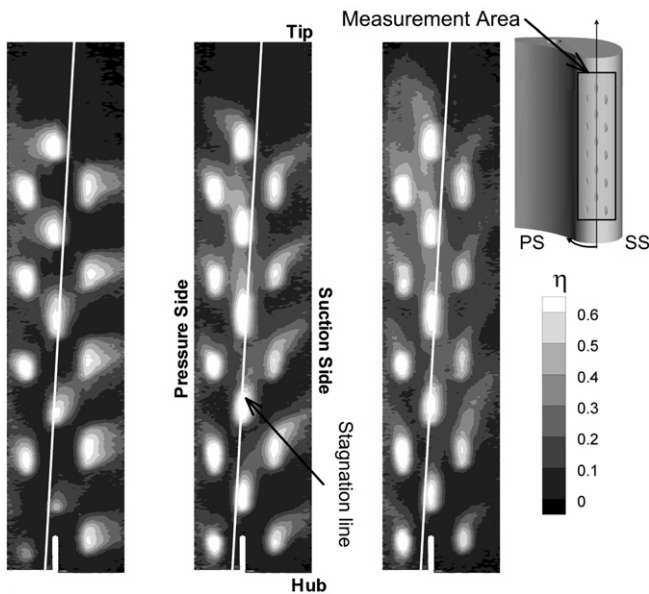 Measurement Area
Tip
PS
SS
Pressure Side
Suction Side
Stagnation line
η
0.6
0.5
0.4
0.3
0.2
0.1
0
Hub